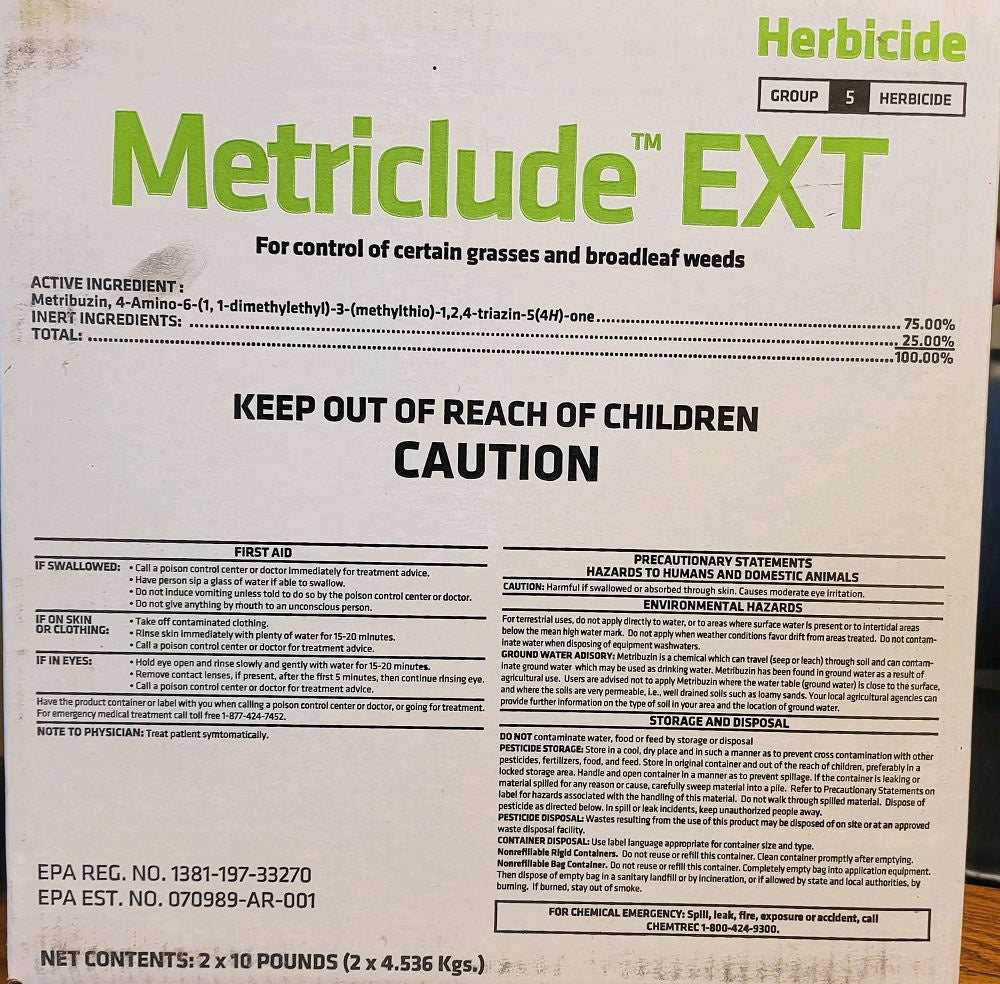 Herbicide
GROUP 5 HERBICIDE
Metriclude™ EXT
For control of certain grasses and broadleaf weeds
ACTIVE INGREDIENT :
Metribuzin, 4-Amino-6-(1, 1-dimethylethyl)-3-(methylthio)-1,2,4-triazin-5(4H)-one ... 75.00%
INERT INGREDIENTS: ... 25.00%
TOTAL: ... 100.00%
KEEP OUT OF REACH OF CHILDREN
CAUTION
FIRST AID
IF SWALLOWED:
• Call a poison control center or doctor immediately for treatment advice.
• Have person sip a glass of water if able to swallow.
• Do not induce vomiting unless told to do so by the poison control center or doctor.
• Do not give anything by mouth to an unconscious person.
IF ON SKIN
OR CLOTHING:
• Take off contaminated clothing.
• Rinse skin immediately with plenty of water for 15-20 minutes.
• Call a poison control center or doctor for treatment advice.
IF IN EYES:
• Hold eye open and rinse slowly and gently with water for 15-20 minutes.
• Remove contact lenses, if present, after the first 5 minutes, then continue rinsing eye.
• Call a poison control center or doctor for treatment advice.
Have the product container or label with you when calling a poison control center or doctor, or going for treatment.
For emergency medical treatment call toll free 1-877-424-7452.
NOTE TO PHYSICIAN: Treat patient symtomatically.
EPA REG. NO. 1381-197-33270
EPA EST. NO. 070989-AR-001
NET CONTENTS: 2 x 10 POUNDS (2 x 4.536 Kgs.)
PRECAUTIONARY STATEMENTS
HAZARDS TO HUMANS AND DOMESTIC ANIMALS
CAUTION: Harmful if swallowed or absorbed through skin. Causes moderate eye irritation.
ENVIRONMENTAL HAZARDS
For terrestrial uses, do not apply directly to water, or to areas where surface water is present or to intertidal areas
below the mean high water mark. Do not apply when weather conditions favor drift from areas treated. Do not contam-
inate water when disposing of equipment washwaters.
GROUND WATER ADISORY: Metribuzin is a chemical which can travel (seep or leach) through soil and can contam-
inate ground water which may be used as drinking water. Metribuzin has been found in ground water as a result of
agricultural use. Users are advised not to apply Metribuzin where the water table (ground water) is close to the surface,
and where the soils are very permeable, i.e., well drained soils such as loamy sands. Your local agricultural agencies can
provide further information on the type of soil in your area and the location of ground water.
STORAGE AND DISPOSAL
DO NOT contaminate water, food or feed by storage or disposal
PESTICIDE STORAGE: Store in a cool, dry place and in such a manner as to prevent cross contamination with other
pesticides, fertilizers, food, and feed. Store in original container and out of the reach of children, preferably in a
locked storage area. Handle and open container in a manner as to prevent spillage. If the container is leaking or
material spilled for any reason or cause, carefully sweep material into a pile. Refer to Precautionary Statements on
label for hazards associated with the handling of this material. Do not walk through spilled material. Dispose of
pesticide as directed below. In spill or leak incidents, keep unauthorized people away.
PESTICIDE DISPOSAL: Wastes resulting from the use of this product may be disposed of on site or at an approved
waste disposal facility.
CONTAINER DISPOSAL: Use label language appropriate for container size and type.
Nonrefillable Rigid Containers. Do not reuse or refill this container. Clean container promptly after emptying.
Nonrefillable Bag Container. Do not reuse or refill this container. Completely empty bag into application equipment.
Then dispose of empty bag in a sanitary landfill or by incineration, or if allowed by state and local authorities, by
burning. If burned, stay out of smoke.
FOR CHEMICAL EMERGENCY: Spill, leak, fire, exposure or accident, call
CHEMTREC 1-800-424-9300.